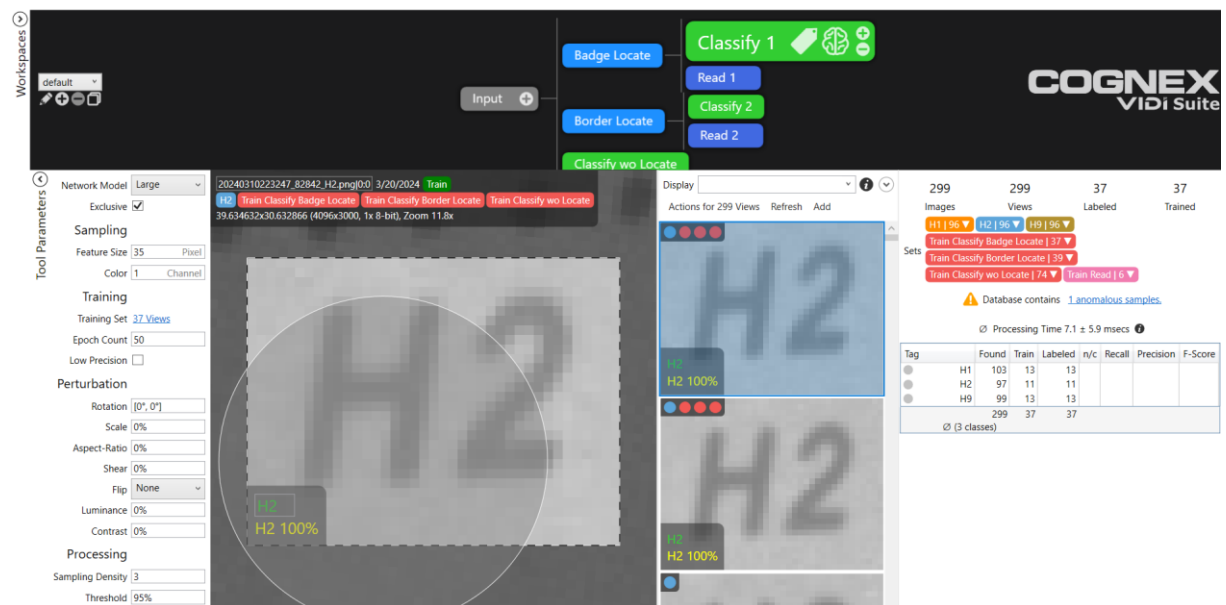 Workspaces
default
Input
Badge Locate
Classify 1
Read 1
Border Locate
Classify 2
Read 2
Classify wo Locate
COGNEX
VIDI Suite
Tool Parameters
Network Model Large
Exclusive
Sampling
Feature Size 35 Pixel
Color 1 Channel
Training
Training Set 37 Views
Epoch Count 50
Low Precision
Perturbation
Rotation [0°, 0°]
Scale 0%
Aspect-Ratio 0%
Shear 0%
Flip None
Luminance 0%
Contrast 0%
Processing
Sampling Density 3
Threshold 95%
20240310223247_82842_H2.png|0:0 3/20/2024 Train
H2 Train Classify Badge Locate Train Classify Border Locate Train Classify wo Locate
39.634632x30.632866 (4096x3000, 1x 8-bit), Zoom 11.8x
H2
H2
H2 100%
Display
Actions for 299 Views Refresh Add
H2
H2
H2 100%
H2
H2
H2 100%
299 299 37 37
Images Views Labeled Trained
Sets
H1 | 96 ▼ H2 | 96 ▼ H9 | 96 ▼
Train Classify Badge Locate | 37 ▼
Train Classify Border Locate | 39 ▼
Train Classify wo Locate | 74 ▼ Train Read | 6 ▼
Database contains 1 anomalous samples.
Ø Processing Time 7.1 ± 5.9 msecs
Tag Found Train Labeled n/c Recall Precision F-Score
H1 103 13 13
H2 97 11 11
H9 99 13 13
299 37 37
Ø (3 classes)